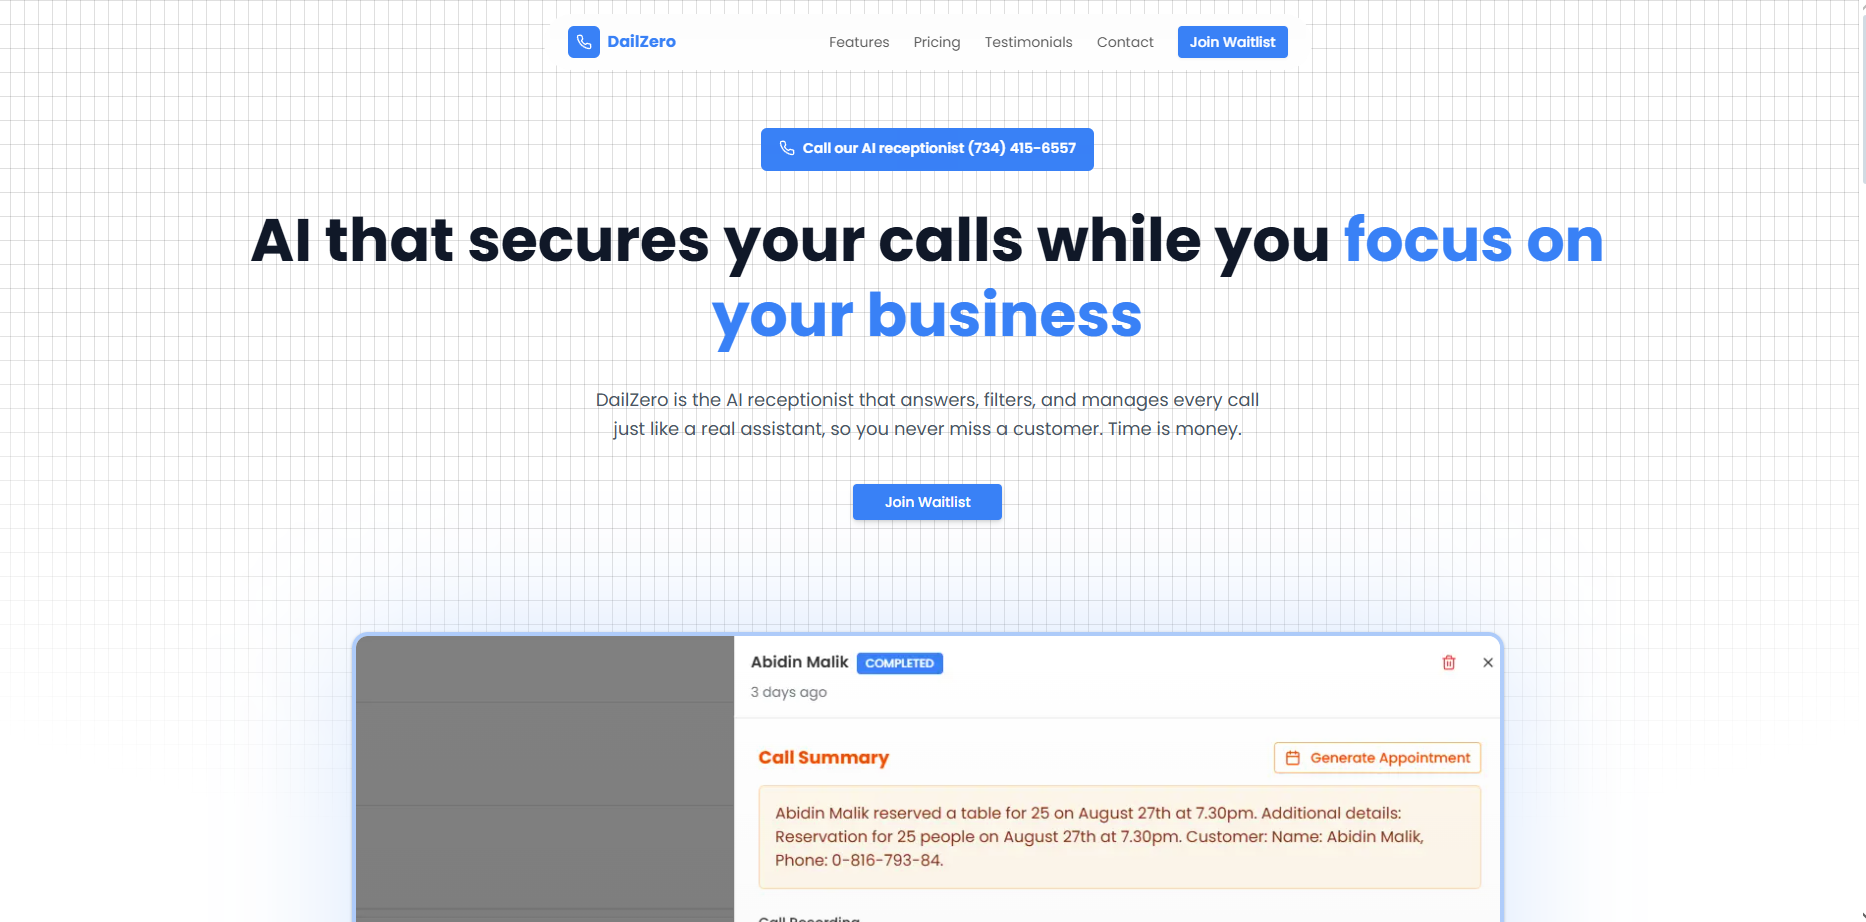 DailZero
Features
Pricing
Testimonials
Contact
Join Waitlist
Call our AI receptionist (734) 415-6557
AI that secures your calls while you focus on
your business
DailZero is the AI receptionist that answers, filters, and manages every call
just like a real assistant, so you never miss a customer. Time is money.
Join Waitlist
Abidin Malik COMPLETED
3 days ago
Call Summary
Generate Appointment
Abidin Malik reserved a table for 25 on August 27th at 7.30pm. Additional details:
Reservation for 25 people on August 27th at 7.30pm. Customer: Name: Abidin Malik,
Phone: 0-816-793-84.
Call Recording